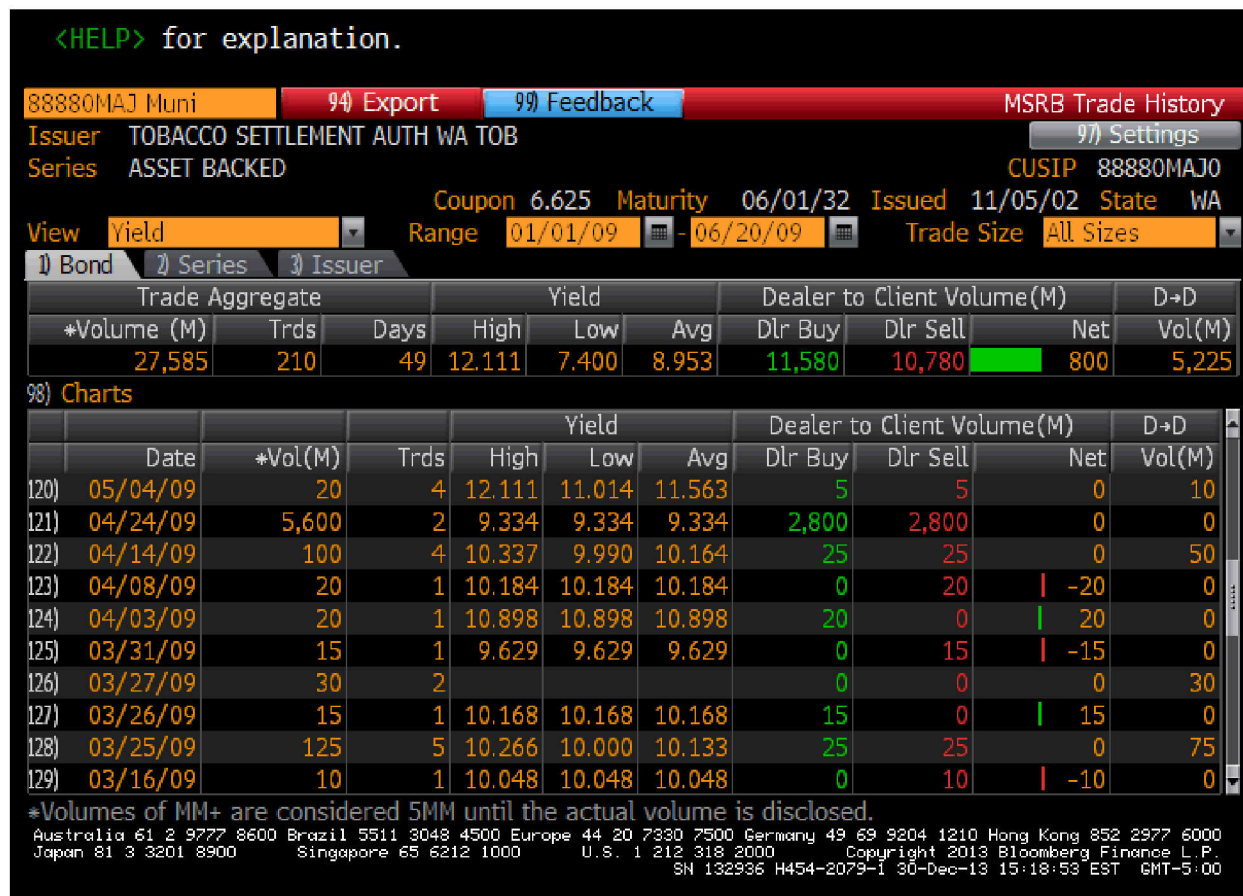 <HELP> for explanation.
88880MAJ Muni 94) Export 99) Feedback MSRB Trade History
Issuer TOBACCO SETTLEMENT AUTH WA TOB 97) Settings
Series ASSET BACKED CUSIP 88880MAJ0
Coupon 6.625 Maturity 06/01/32 Issued 11/05/02 State WA
View Yield Range 01/01/09 - 06/20/09 Trade Size All Sizes
1) Bond 2) Series 3) Issuer
Trade Aggregate Yield Dealer to Client Volume(M) D→D
*Volume (M) Trds Days High Low Avg Dlr Buy Dlr Sell Net Vol(M)
27,585 210 49 12.111 7.400 8.953 11,580 10,780 800 5,225
98) Charts
Yield Dealer to Client Volume(M) D→D
Date *Vol(M) Trds High Low Avg Dlr Buy Dlr Sell Net Vol(M)
120) 05/04/09 20 4 12.111 11.014 11.563 5 5 0 10
121) 04/24/09 5,600 2 9.334 9.334 9.334 2,800 2,800 0 0
122) 04/14/09 100 4 10.337 9.990 10.164 25 25 0 50
123) 04/08/09 20 1 10.184 10.184 10.184 0 20 -20 0
124) 04/03/09 20 1 10.898 10.898 10.898 20 0 20 0
125) 03/31/09 15 1 9.629 9.629 9.629 0 15 -15 0
126) 03/27/09 30 2 0 0 0 30
127) 03/26/09 15 1 10.168 10.168 10.168 15 0 15 0
128) 03/25/09 125 5 10.266 10.000 10.133 25 25 0 75
129) 03/16/09 10 1 10.048 10.048 10.048 0 10 -10 0
*Volumes of MM+ are considered 5MM until the actual volume is disclosed.
Australia 61 2 9777 8600 Brazil 5511 3048 4500 Europe 44 20 7330 7500 Germany 49 69 9204 1210 Hong Kong 852 2977 6000
Japan 81 3 3201 8900 Singapore 65 6212 1000 U.S. 1 212 318 2000 Copyright 2013 Bloomberg Finance L.P.
SN 132936 H454-2079-1 30-Dec-13 15:18:53 EST GMT-5:00